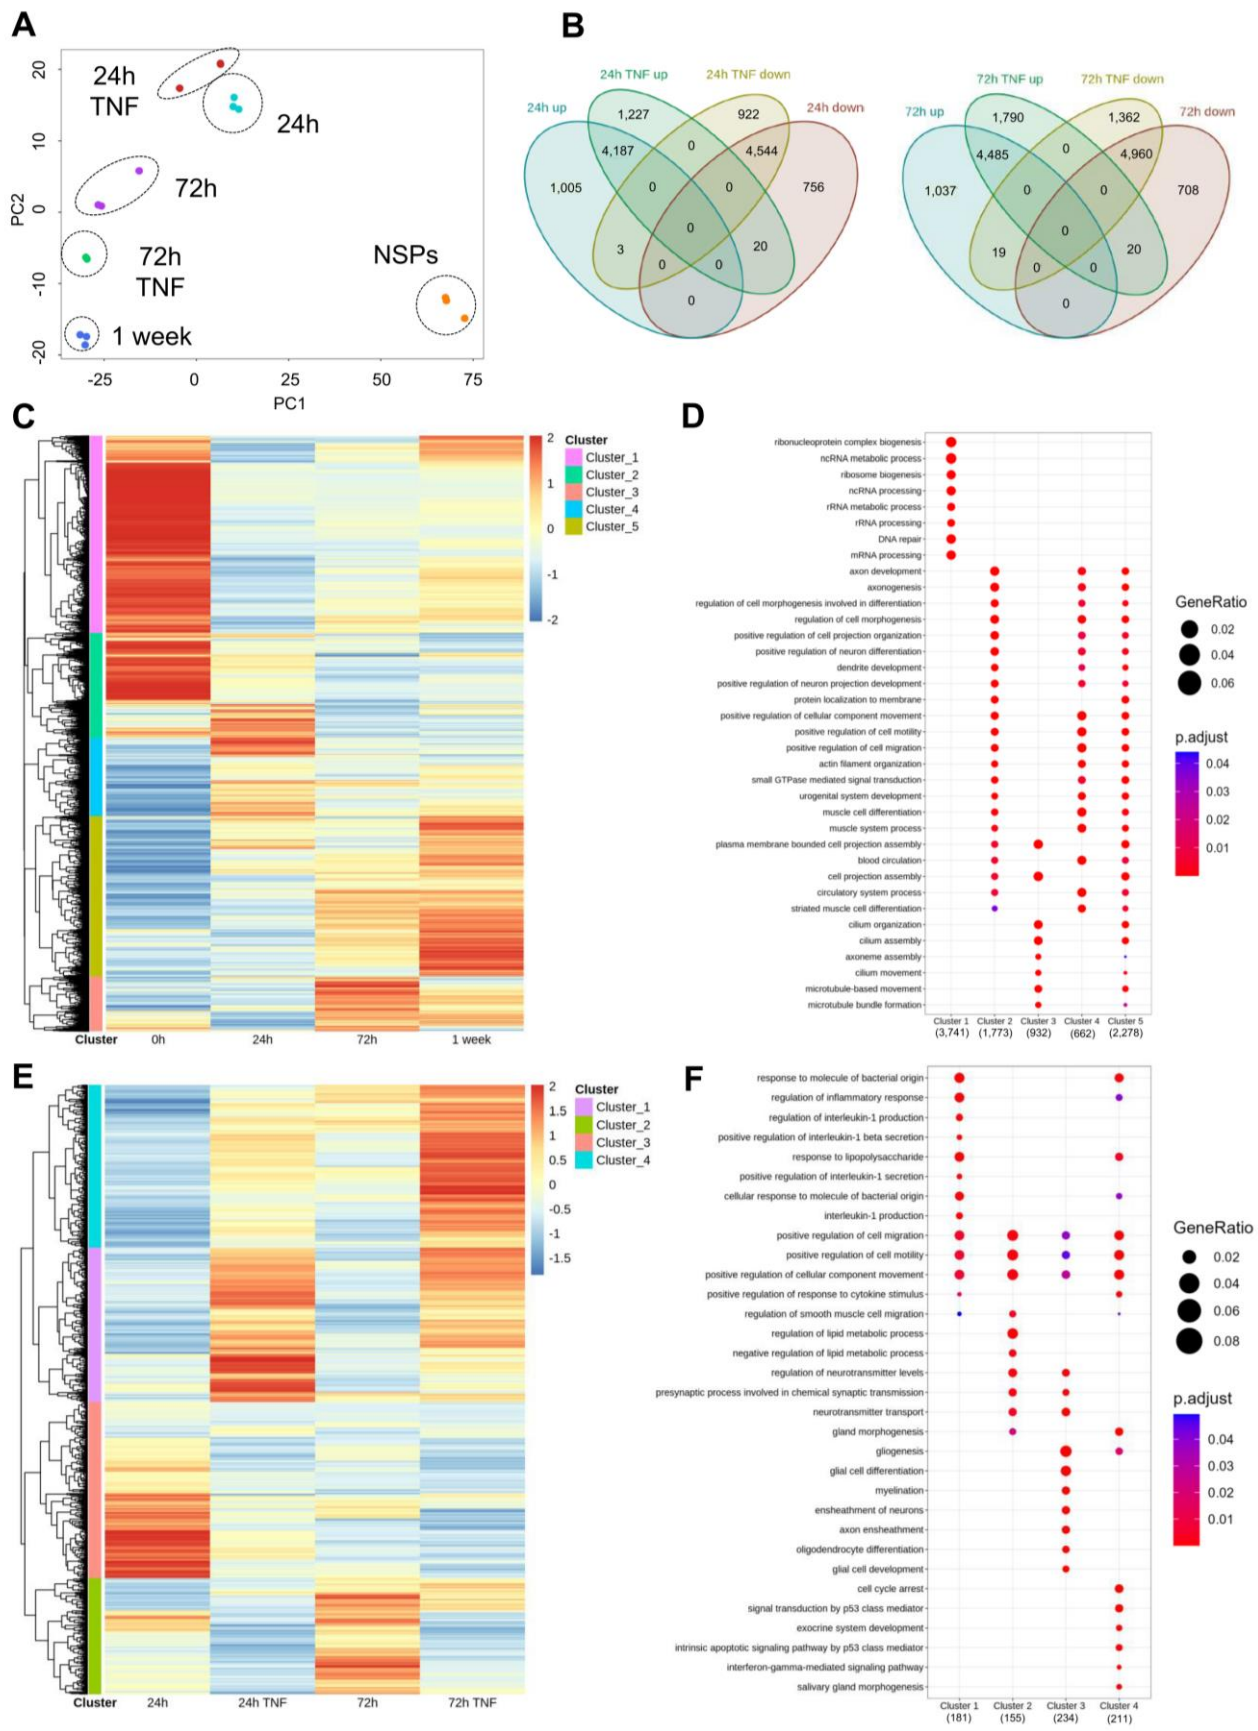 A
20
10
0
-10
-20
PC2
24h
TNF
24h
72h
72h
TNF
1 week
NSPs
-25
0
25
50
75
PC1
B
24h TNF up
24h TNF down
24h up
24h down
1,227
922
4,187
0
4,544
1,005
0
0
756
0
3
20
0
0
0
72h TNF up
72h TNF down
72h up
72h down
1,790
1,362
4,485
0
4,960
1,037
0
0
708
0
19
20
0
0
0
C
2
1
0
-1
-2
Cluster
Cluster_1
Cluster_2
Cluster_3
Cluster_4
Cluster_5
Cluster
0h
24h
72h
1 week
D
ribonucleoprotein complex biogenesis
ncRNA metabolic process
ribosome biogenesis
ncRNA processing
rRNA metabolic process
rRNA processing
DNA repair
mRNA processing
axon development
axonogenesis
regulation of cell morphogenesis involved in differentiation
regulation of cell morphogenesis
positive regulation of cell projection organization
positive regulation of neuron differentiation
dendrite development
positive regulation of neuron projection development
protein localization to membrane
positive regulation of cellular component movement
positive regulation of cell motility
positive regulation of cell migration
actin filament organization
small GTPase mediated signal transduction
urogenital system development
muscle cell differentiation
muscle system process
plasma membrane bounded cell projection assembly
blood circulation
cell projection assembly
circulatory system process
striated muscle cell differentiation
cilium organization
cilium assembly
axoneme assembly
cilium movement
microtubule-based movement
microtubule bundle formation
Cluster 1
(3,741)
Cluster 2
(1,773)
Cluster 3
(932)
Cluster 4
(662)
Cluster 5
(2,278)
GeneRatio
0.02
0.04
0.06
p.adjust
0.04
0.03
0.02
0.01
E
2
1.5
1
0.5
0
-0.5
-1
-1.5
Cluster
Cluster_1
Cluster_2
Cluster_3
Cluster_4
Cluster
24h
24h TNF
72h
72h TNF
F
response to molecule of bacterial origin
regulation of inflammatory response
regulation of interleukin-1 production
positive regulation of interleukin-1 beta secretion
response to lipopolysaccharide
positive regulation of interleukin-1 secretion
cellular response to molecule of bacterial origin
interleukin-1 production
positive regulation of cell migration
positive regulation of cell motility
positive regulation of cellular component movement
positive regulation of response to cytokine stimulus
regulation of smooth muscle cell migration
regulation of lipid metabolic process
negative regulation of lipid metabolic process
regulation of neurotransmitter levels
presynaptic process involved in chemical synaptic transmission
neurotransmitter transport
gland morphogenesis
gliogenesis
glial cell differentiation
myelination
ensheathment of neurons
axon ensheathment
oligodendrocyte differentiation
glial cell development
cell cycle arrest
signal transduction by p53 class mediator
exocrine system development
intrinsic apoptotic signaling pathway by p53 class mediator
interferon-gamma-mediated signaling pathway
salivary gland morphogenesis
Cluster 1
(181)
Cluster 2
(155)
Cluster 3
(234)
Cluster 4
(211)
GeneRatio
0.02
0.04
0.06
0.08
p.adjust
0.04
0.03
0.02
0.01